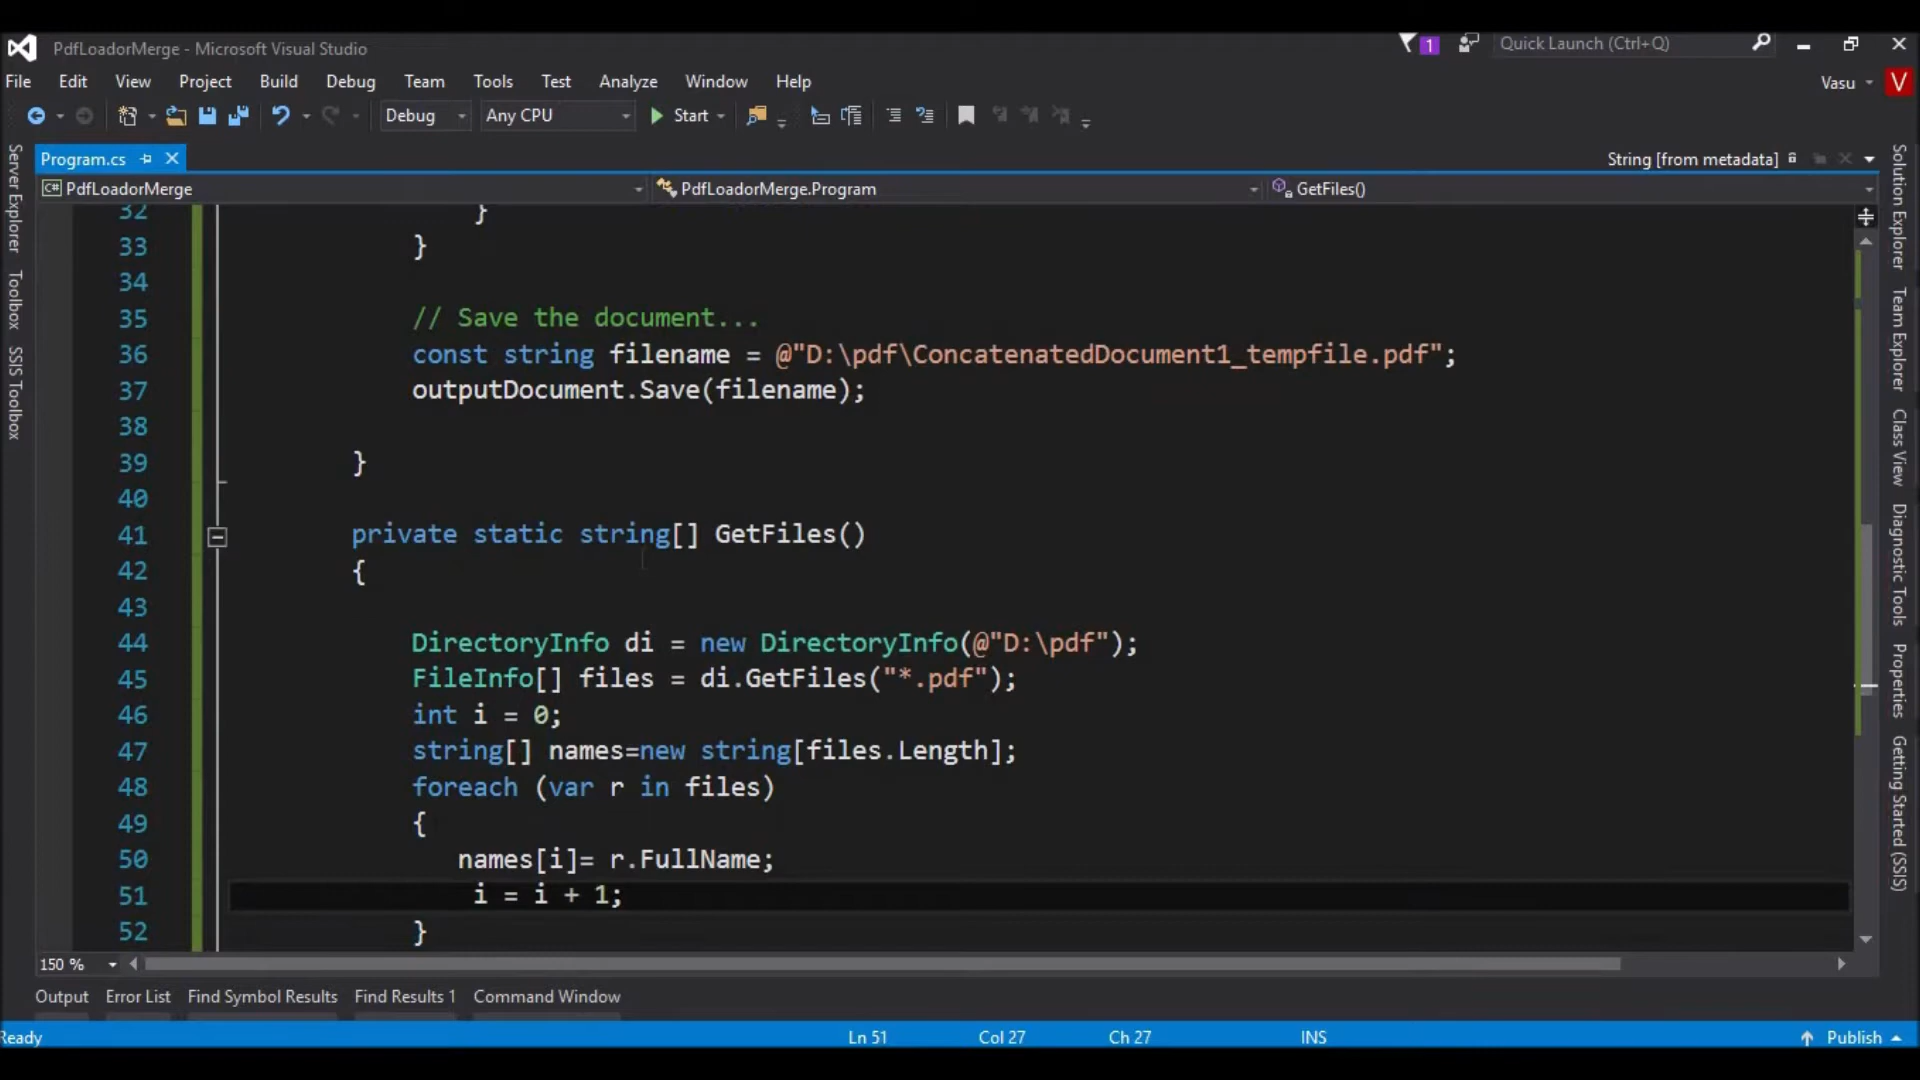 PdfLoadorMerge - Microsoft Visual Studio
1
Quick Launch (Ctrl+Q)
File Edit View Project Build Debug Team Tools Test Analyze Window Help
Vasu
V
Debug
Any CPU
Start
Program.cs
String [from metadata]
C# PdfLoadorMerge
PdfLoadorMerge.Program
GetFiles()
Server Explorer
Toolbox
SSIS Toolbox
32 }
33 }
34
35 // Save the document...
36 const string filename = @"D:\pdf\ConcatenatedDocument1_tempfile.pdf";
37 outputDocument.Save(filename);
38
39 }
40
41 private static string[] GetFiles()
42 {
43
44 DirectoryInfo di = new DirectoryInfo(@"D:\pdf");
45 FileInfo[] files = di.GetFiles("*.pdf");
46 int i = 0;
47 string[] names=new string[files.Length];
48 foreach (var r in files)
49 {
50 names[i]= r.FullName;
51 i = i + 1;
52 }
Solution Explorer
Team Explorer
Class View
Diagnostic Tools
Properties
Getting Started (SSIS)
150 %
Output Error List Find Symbol Results Find Results 1 Command Window
Ready
Ln 51
Col 27
Ch 27
INS
Publish